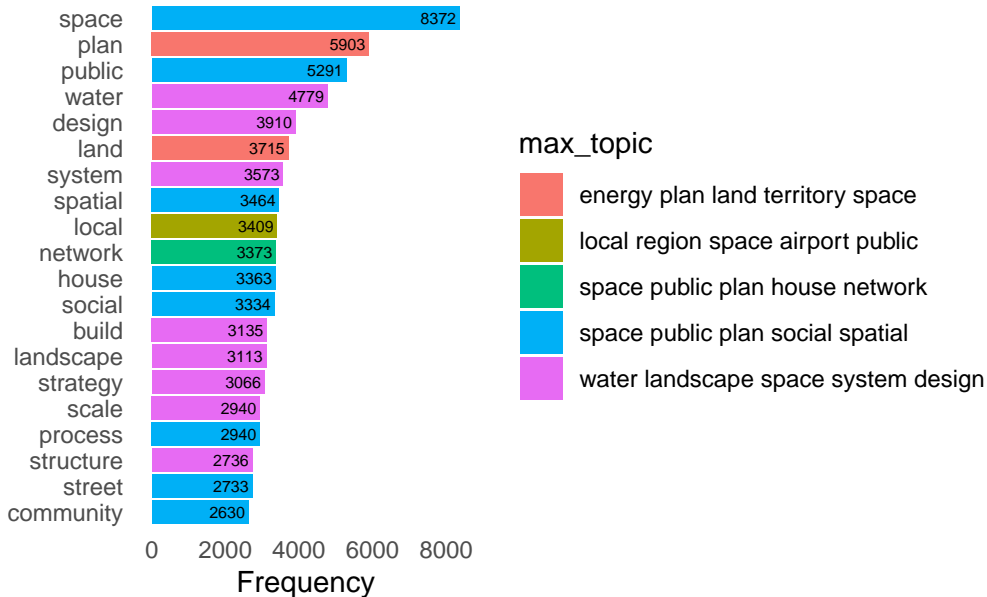 space 8372
plan 5903
public 5291
water 4779
design 3910
land 3715
system 3573
spatial 3464
local 3409
network 3373
house 3363
social 3334
build 3135
landscape 3113
strategy 3066
scale 2940
process 2940
structure 2736
street 2733
community 2630
0 2000 4000 6000 8000
Frequency
max_topic
energy plan land territory space
local region space airport public
space public plan house network
space public plan social spatial
water landscape space system design